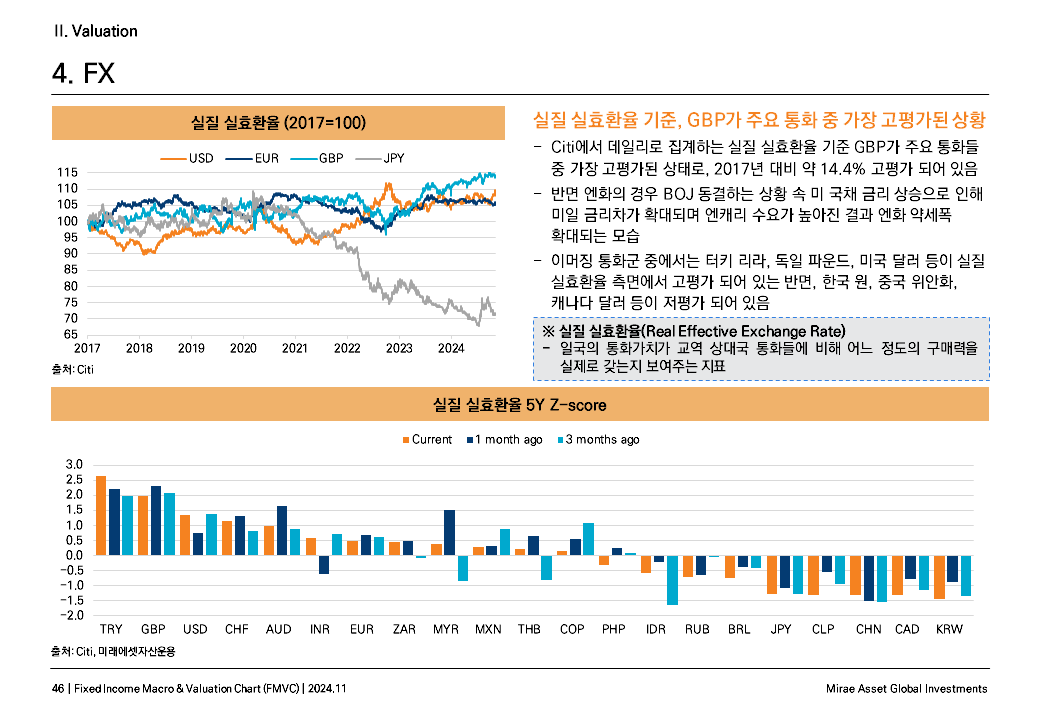 II. Valuation
4. FX
실질 실효환율 (2017=100)
USD EUR GBP JPY
115
110
105
100
95
90
85
80
75
70
65
2017 2018 2019 2020 2021 2022 2023 2024
출처: Citi
실질 실효환율 기준, GBP가 주요 통화 중 가장 고평가된 상황
− Citi에서 데일리로 집계하는 실질 실효환율 기준 GBP가 주요 통화들
중 가장 고평가된 상태로, 2017년 대비 약 14.4% 고평가 되어 있음
− 반면 엔화의 경우 BOJ 동결하는 상황 속 미 국채 금리 상승으로 인해
미일 금리차가 확대되며 엔캐리 수요가 높아진 결과 엔화 약세폭
확대되는 모습
− 이머징 통화군 중에서는 터키 리라, 독일 파운드, 미국 달러 등이 실질
실효환율 측면에서 고평가 되어 있는 반면, 한국 원, 중국 위안화,
캐나다 달러 등이 저평가 되어 있음
※ 실질 실효환율(Real Effective Exchange Rate)
− 일국의 통화가치가 교역 상대국 통화들에 비해 어느 정도의 구매력을
실제로 갖는지 보여주는 지표
실질 실효환율 5Y Z-score
Current 1 month ago 3 months ago
3.0
2.5
2.0
1.5
1.0
0.5
0.0
−0.5
−1.0
−1.5
−2.0
TRY GBP USD CHF AUD INR EUR ZAR MYR MXN THB COP PHP IDR RUB BRL JPY CLP CHN CAD KRW
출처: Citi, 미래에셋자산운용
46 | Fixed Income Macro & Valuation Chart (FMVC) | 2024.11
Mirae Asset Global Investments